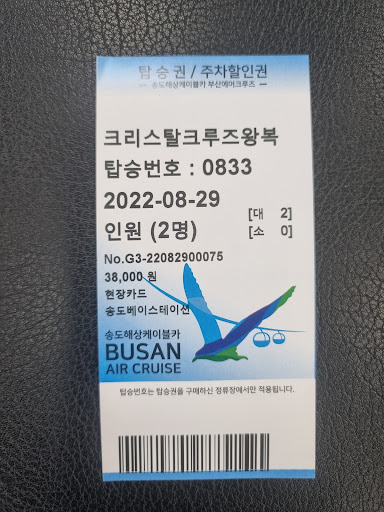 탑승권 / 주차할인권
송도해상케이블카 부산에어크루즈
크리스탈크루즈왕복
탑승번호 : 0833
2022-08-29 [대 2]
인원 (2명) [소 0]
No.G3-22082900075
38,000 원
현장카드
송도베이스테이션
송도해상케이블카
BUSAN
AIR CRUISE
탑승번호는 탑승권을 구매하신 정류장에서만 적용됩니다.